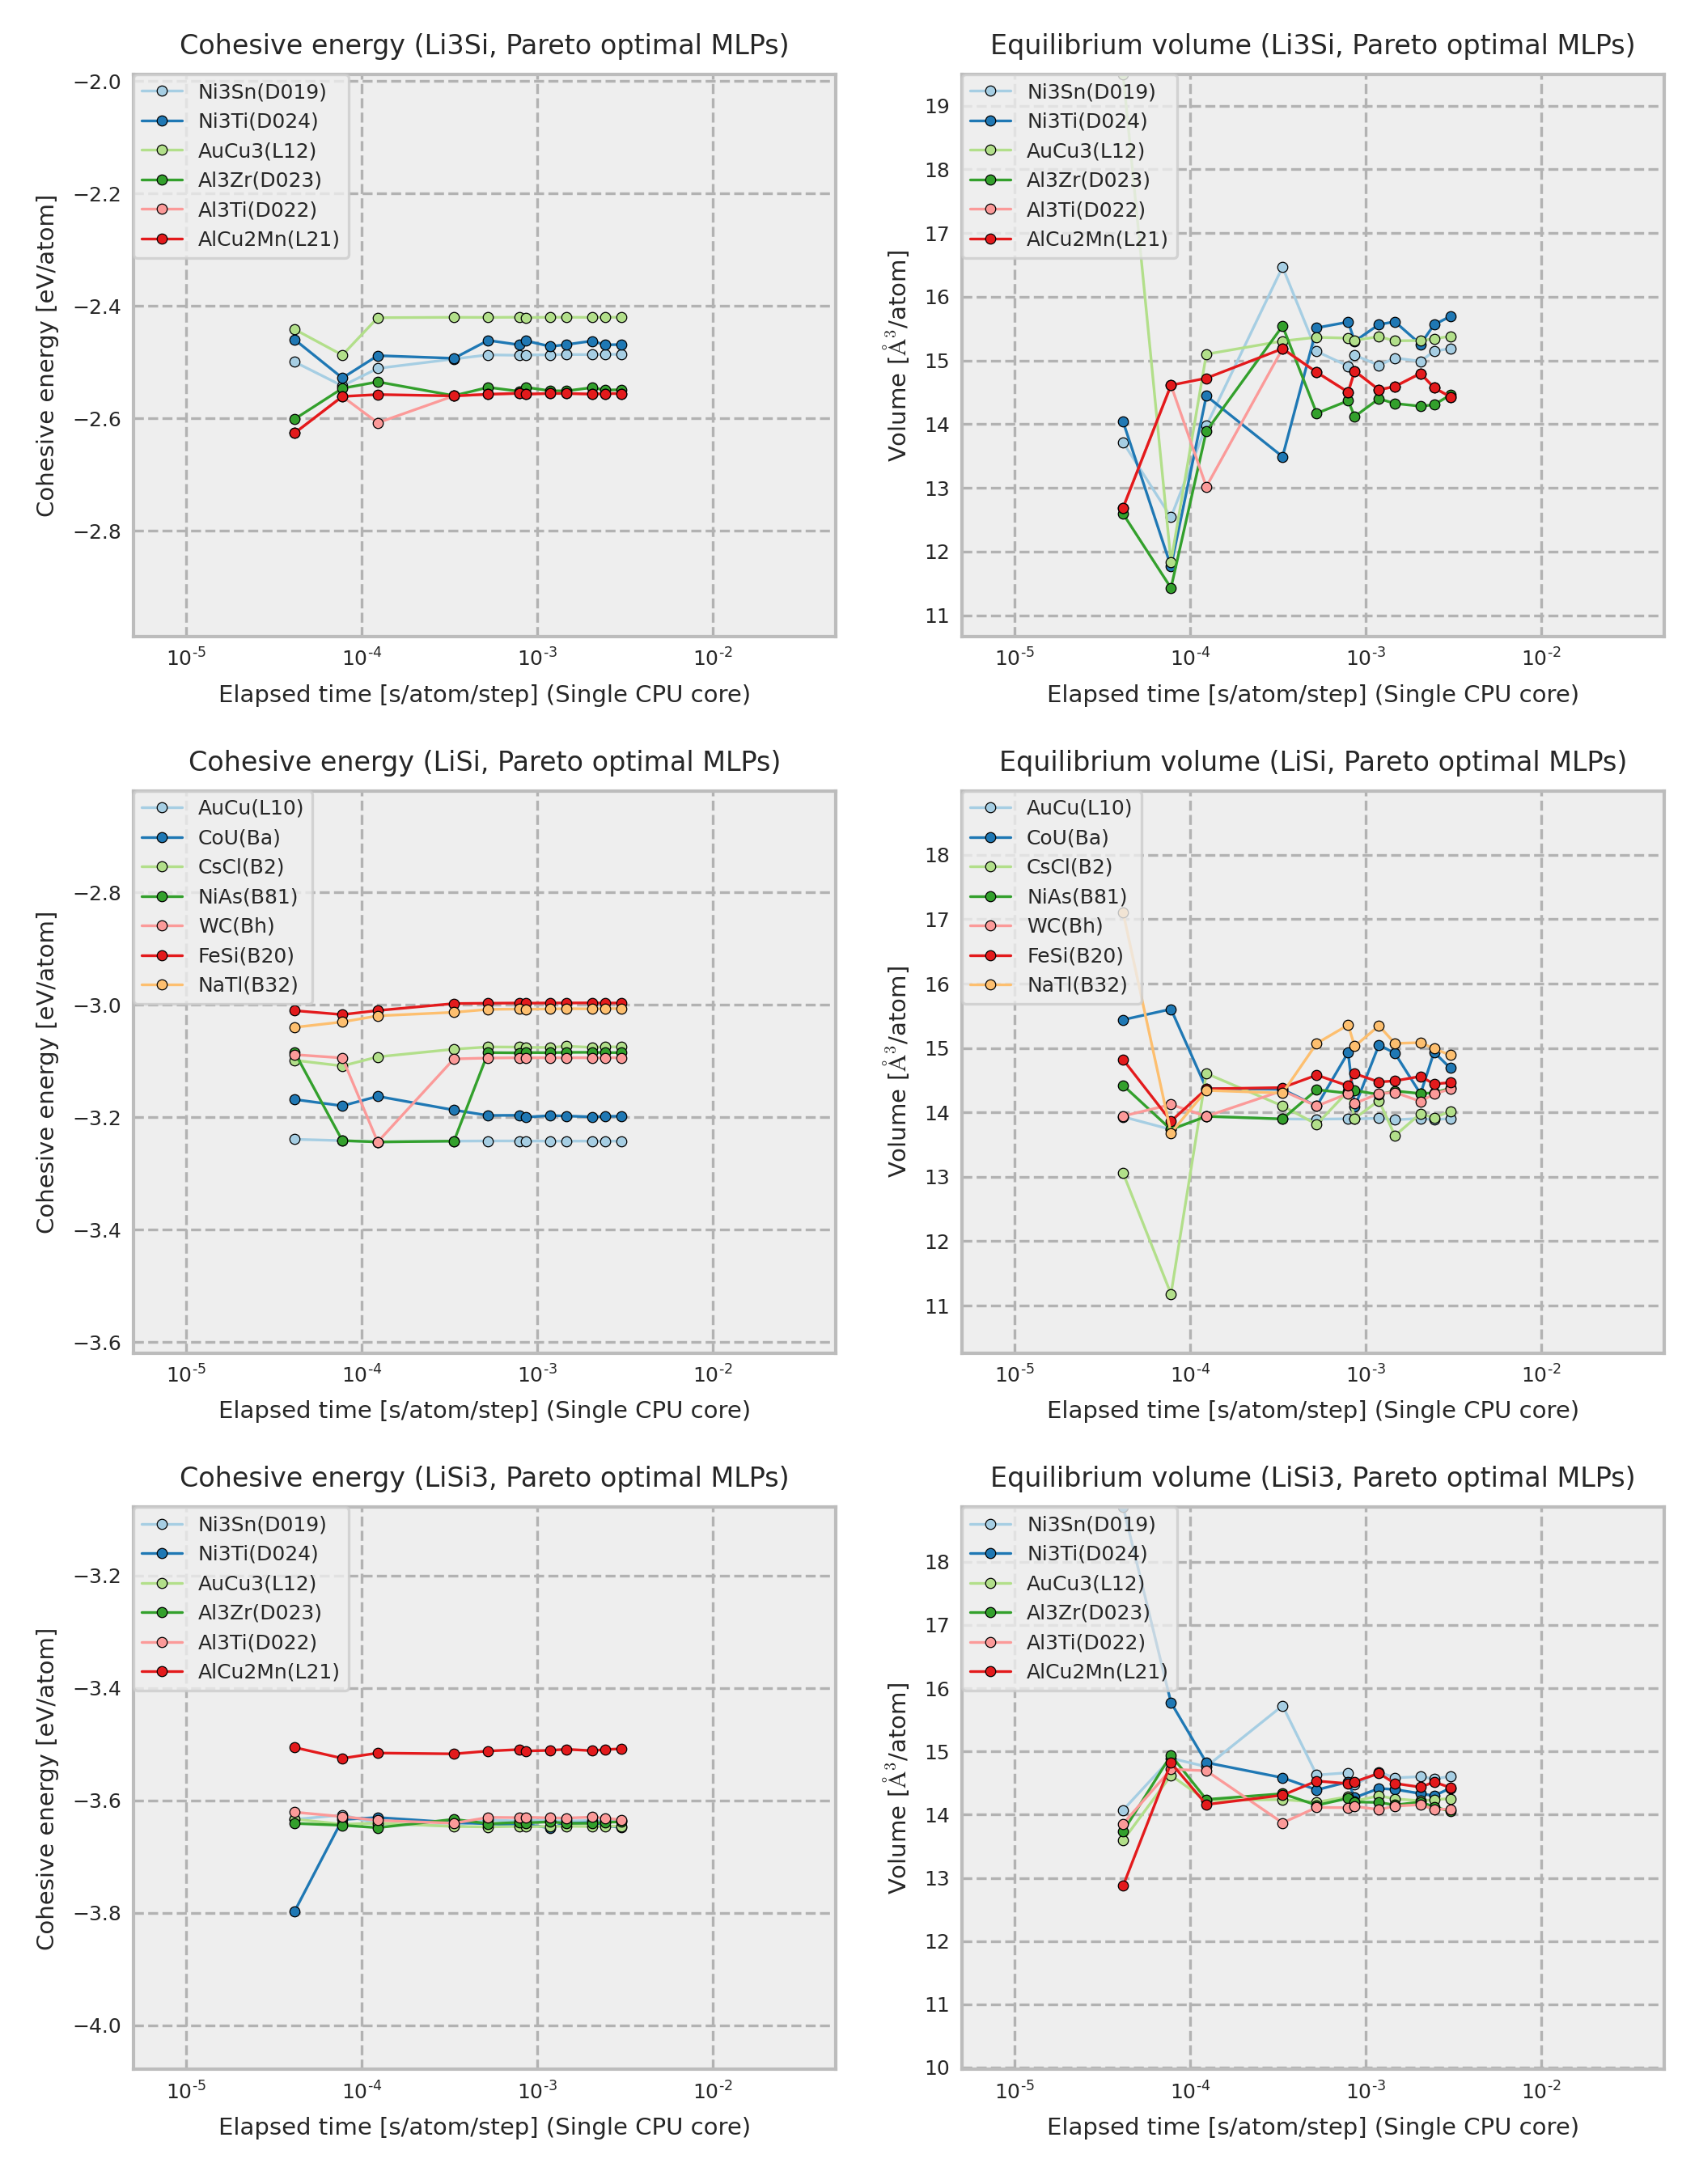 Cohesive energy (Li3Si, Pareto optimal MLPs)
Cohesive energy [eV/atom]
−2.0
−2.2
−2.4
−2.6
−2.8
Ni3Sn(D019)
Ni3Ti(D024)
AuCu3(L12)
Al3Zr(D023)
Al3Ti(D022)
AlCu2Mn(L21)
10-5
10-4
10-3
10-2
Elapsed time [s/atom/step] (Single CPU core)
Equilibrium volume (Li3Si, Pareto optimal MLPs)
Volume [Å3/atom]
19
18
17
16
15
14
13
12
11
Ni3Sn(D019)
Ni3Ti(D024)
AuCu3(L12)
Al3Zr(D023)
Al3Ti(D022)
AlCu2Mn(L21)
10-5
10-4
10-3
10-2
Elapsed time [s/atom/step] (Single CPU core)
Cohesive energy (LiSi, Pareto optimal MLPs)
Cohesive energy [eV/atom]
−2.8
−3.0
−3.2
−3.4
−3.6
AuCu(L10)
CoU(Ba)
CsCl(B2)
NiAs(B81)
WC(Bh)
FeSi(B20)
NaTl(B32)
10-5
10-4
10-3
10-2
Elapsed time [s/atom/step] (Single CPU core)
Equilibrium volume (LiSi, Pareto optimal MLPs)
Volume [Å3/atom]
18
17
16
15
14
13
12
11
AuCu(L10)
CoU(Ba)
CsCl(B2)
NiAs(B81)
WC(Bh)
FeSi(B20)
NaTl(B32)
10-5
10-4
10-3
10-2
Elapsed time [s/atom/step] (Single CPU core)
Cohesive energy (LiSi3, Pareto optimal MLPs)
Cohesive energy [eV/atom]
−3.2
−3.4
−3.6
−3.8
−4.0
Ni3Sn(D019)
Ni3Ti(D024)
AuCu3(L12)
Al3Zr(D023)
Al3Ti(D022)
AlCu2Mn(L21)
10-5
10-4
10-3
10-2
Elapsed time [s/atom/step] (Single CPU core)
Equilibrium volume (LiSi3, Pareto optimal MLPs)
Volume [Å3/atom]
18
17
16
15
14
13
12
11
10
Ni3Sn(D019)
Ni3Ti(D024)
AuCu3(L12)
Al3Zr(D023)
Al3Ti(D022)
AlCu2Mn(L21)
10-5
10-4
10-3
10-2
Elapsed time [s/atom/step] (Single CPU core)